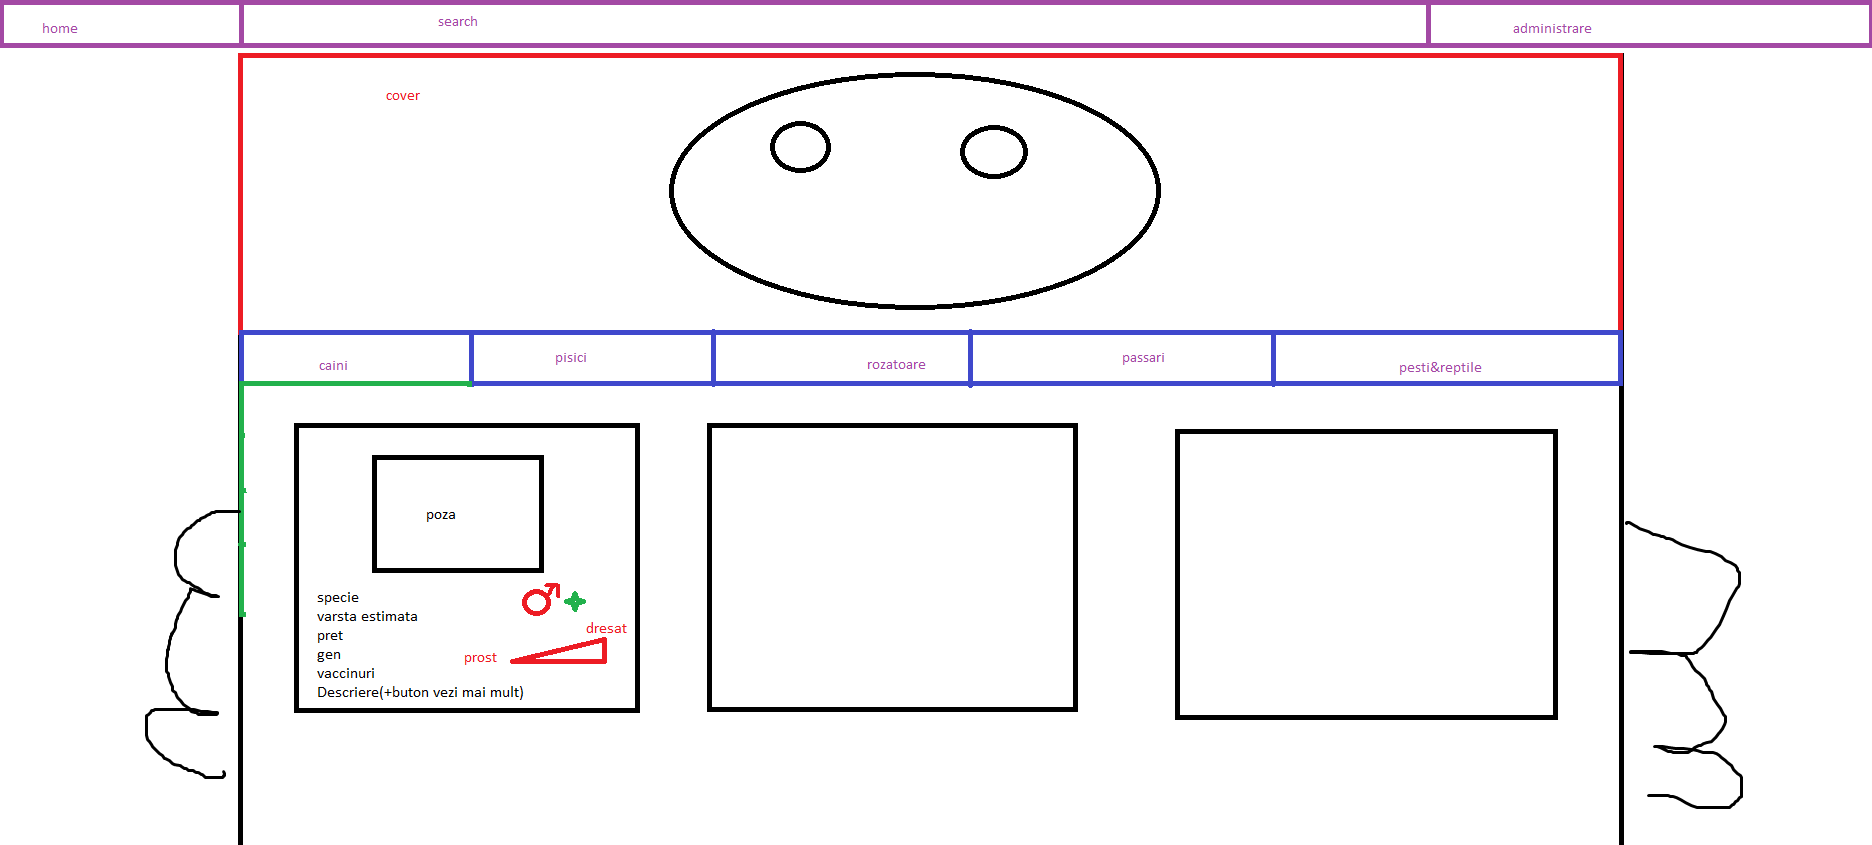 home
search
administrare
cover
caini
pisici
rozatoare
passari
pesti&reptile
poza
specie
varsta estimata
pret
gen
vaccinuri
Descriere(+buton vezi mai mult)
dresat
prost